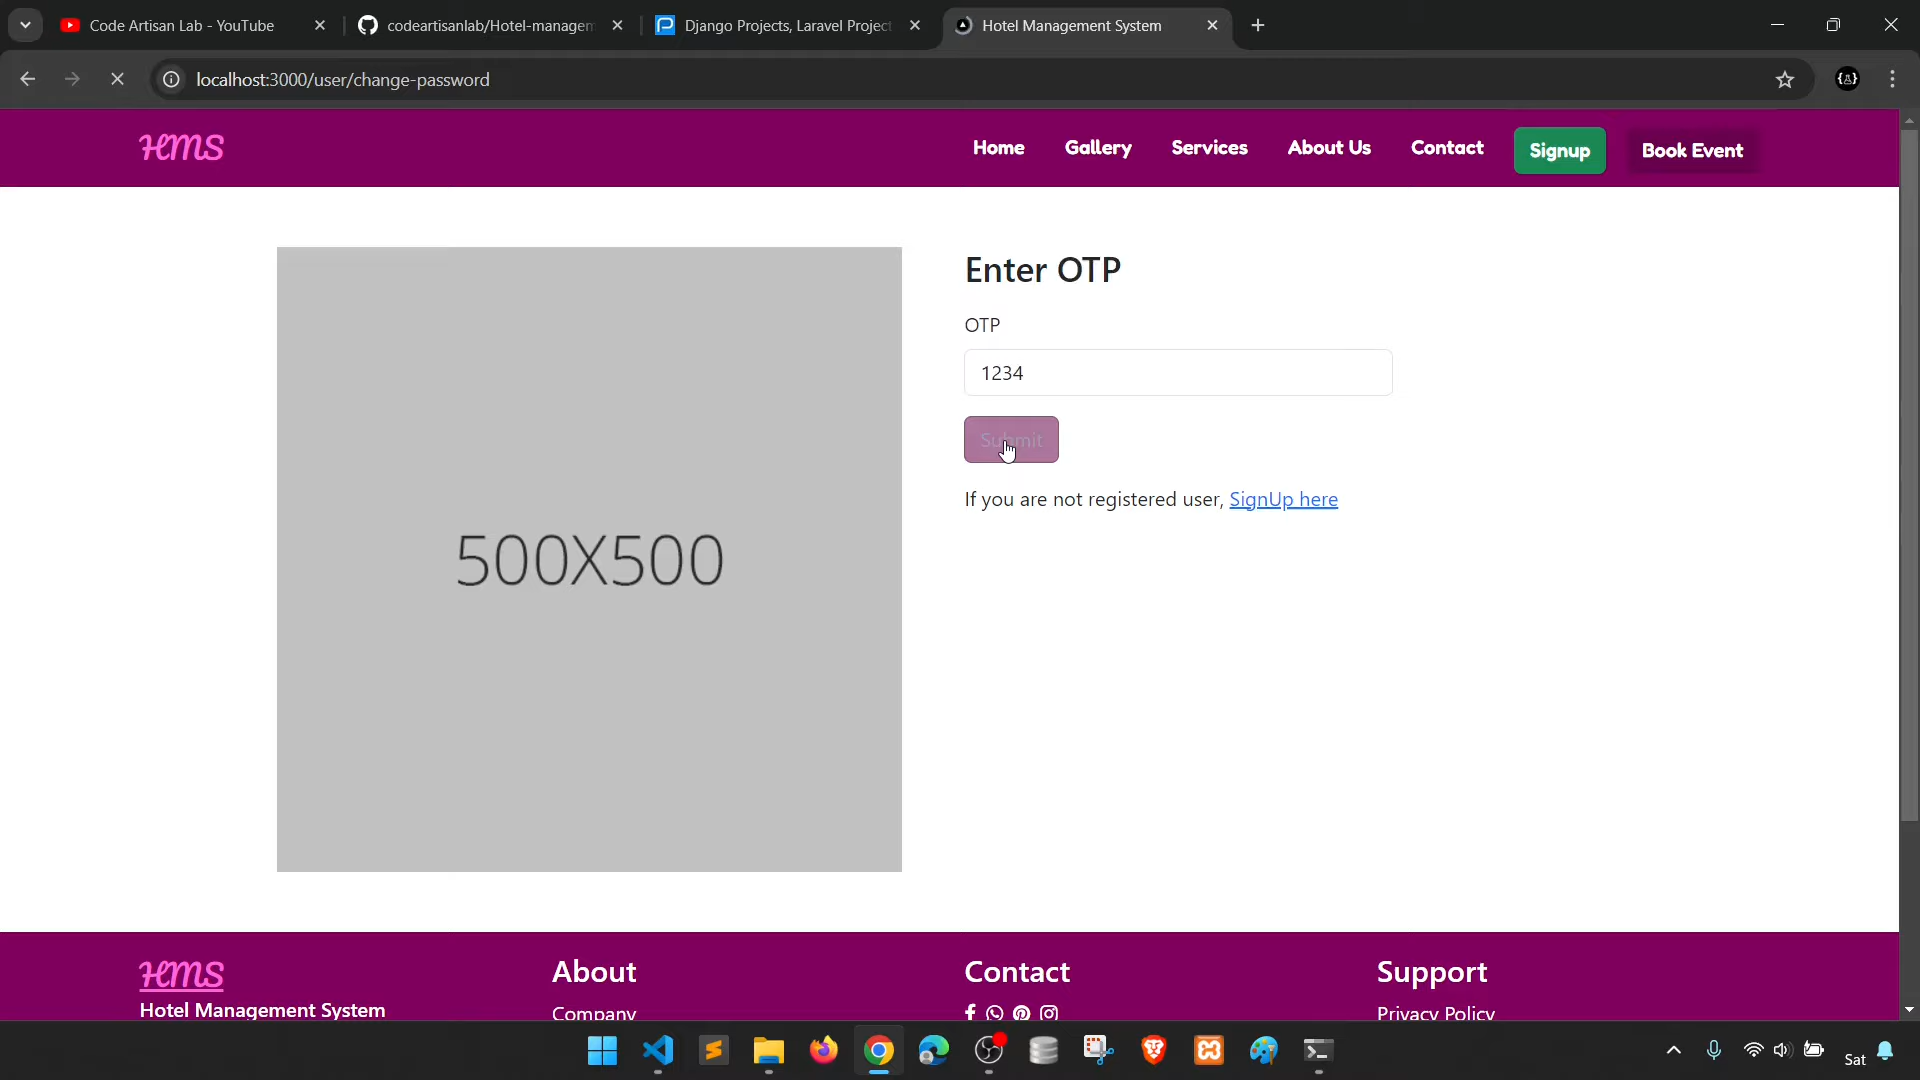 Code Artisan Lab - YouTube
codeartisanlab/Hotel-managem
Django Projects, Laravel Project
Hotel Management System
localhost:3000/user/change-password
HMS
Home
Gallery
Services
About Us
Contact
Signup
Book Event
500X500
Enter OTP
OTP
1234
Submit
If you are not registered user, SignUp here
HMS
Hotel Management System
About
Company
Contact
Support
Privacy Policy
Sat